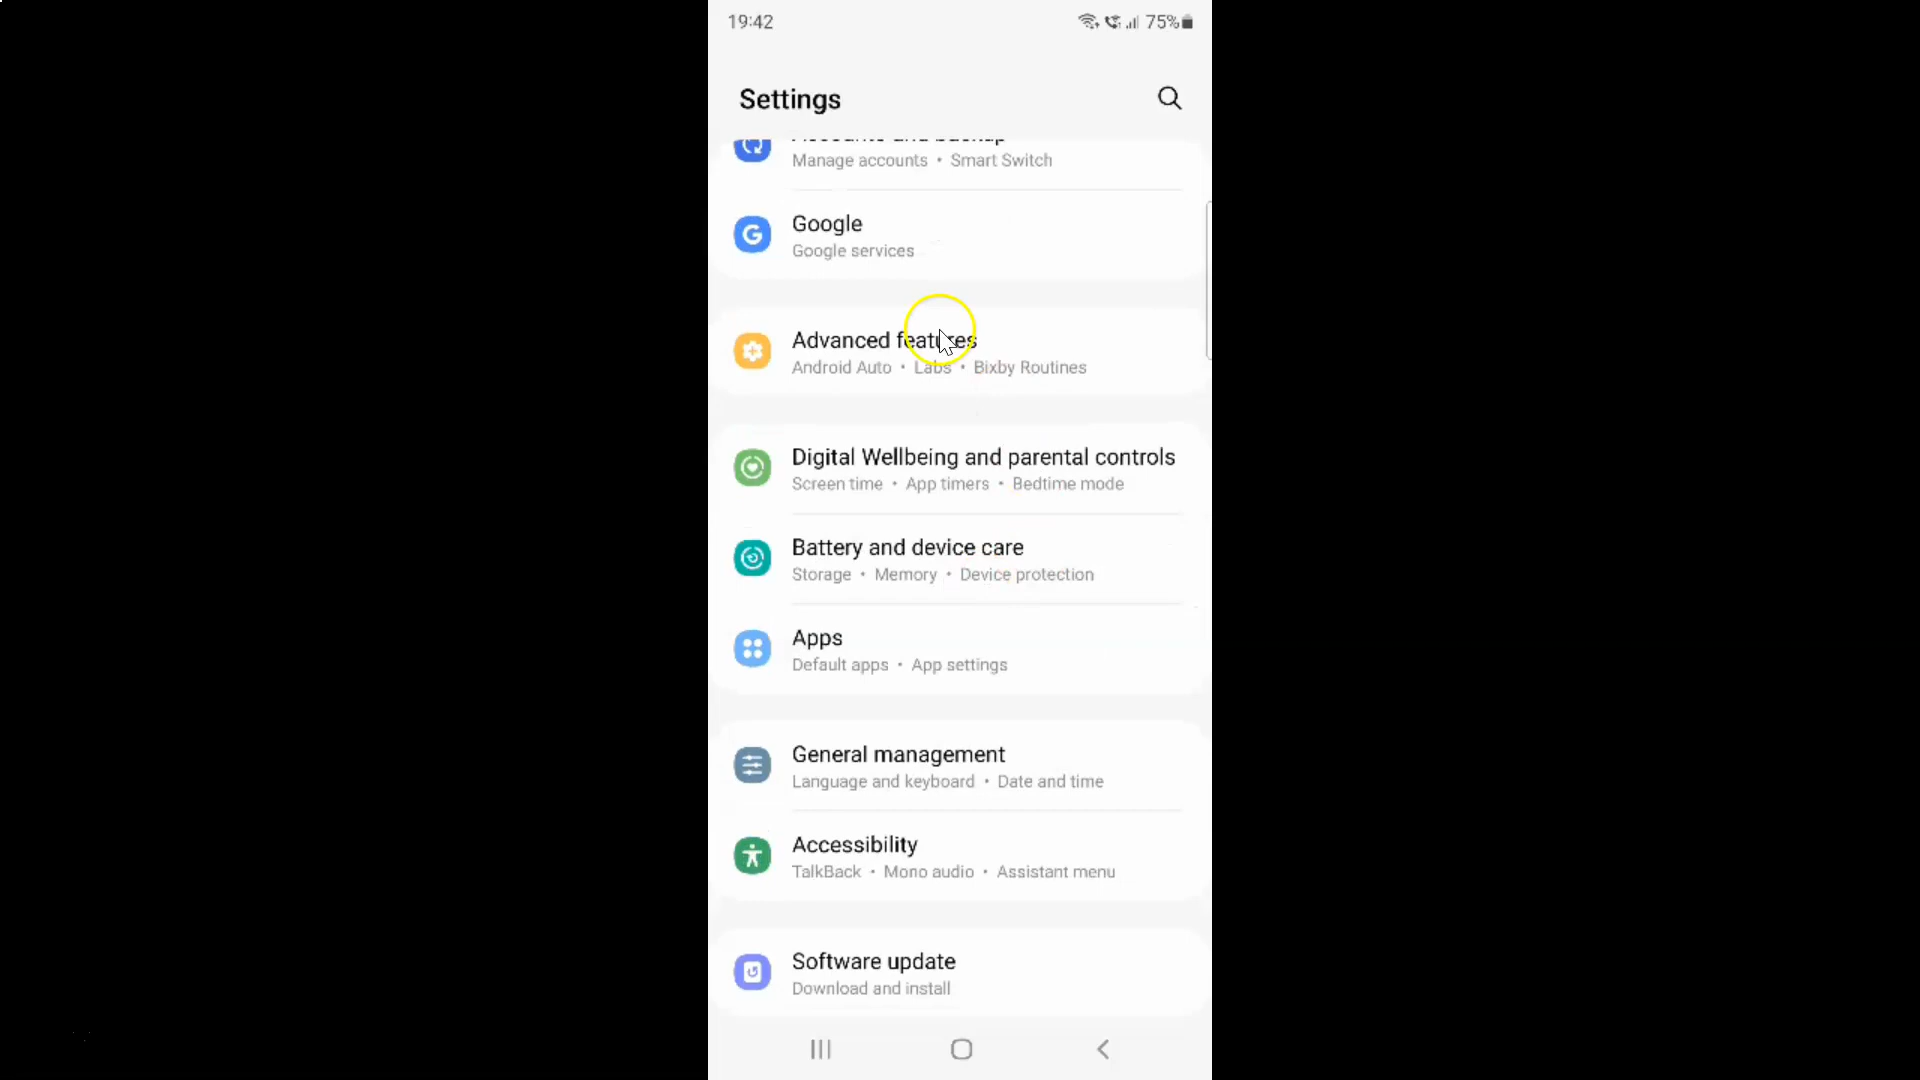 19:42
75%
Settings
Accounts and backup
Manage accounts • Smart Switch
Google
Google services
Advanced features
Android Auto • Labs • Bixby Routines
Digital Wellbeing and parental controls
Screen time • App timers • Bedtime mode
Battery and device care
Storage • Memory • Device protection
Apps
Default apps • App settings
General management
Language and keyboard • Date and time
Accessibility
TalkBack • Mono audio • Assistant menu
Software update
Download and install